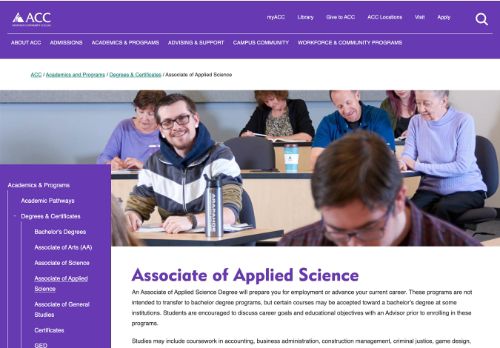 ACC
myACC Library Give to ACC ACC Locations Visit Apply
ABOUT ACC ADMISSIONS ACADEMICS & PROGRAMS ADVISING & SUPPORT CAMPUS COMMUNITY WORKFORCE & COMMUNITY PROGRAMS
ACC / Academics and Programs / Degrees & Certificates / Associate of Applied Science
ARAPAHOE
Academics & Programs
Academic Pathways
Degrees & Certificates
Bachelor's Degrees
Associate of Arts (AA)
Associate of Science
Associate of Applied
Science
Associate of General
Studies
Certificates
GED
Associate of Applied Science
An Associate of Applied Science Degree will prepare you for employment or advance your current career. These programs are not
intended to transfer to bachelor degree programs, but certain courses may be accepted toward a bachelor's degree at some
institutions. Students are encouraged to discuss career goals and educational objectives with an Advisor prior to enrolling in
these programs.
Studies may include coursework in accounting, business administration, construction management, criminal justice, game design,